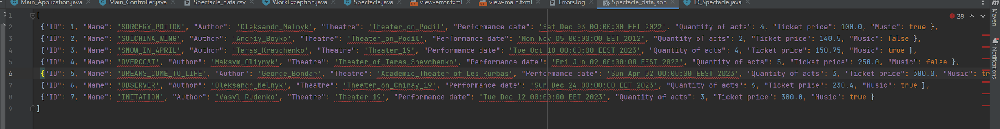 Main_Application.java Main_Controller.java Spectacle_data.csv WorkException.java Spectacle.java view-error.fxml view-main.fxml Errors.log Spectacle_data.json ID_Spectacle.java
1 [
28
2 {"ID": 1, "Name": 'SORCERY_POTION', "Author": 'Oleksandr_Melnyk', "Theatre": 'Theater_on_Podil', "Performance date": 'Sat Dec 03 00:00:00 EET 2022', "Quantity of acts": 4, "Ticket price": 100.0, "Music": true },
3 {"ID": 2, "Name": 'SOICHINA_WING', "Author": 'Andriy_Boyko', "Theatre": 'Theater_on_Podil', "Performance date": 'Mon Nov 05 00:00:00 EET 2012', "Quantity of acts": 2, "Ticket price": 140.5, "Music": false },
4 {"ID": 3, "Name": 'SNOW_IN_APRIL', "Author": 'Taras_Kravchenko', "Theatre": 'Theater_19', "Performance date": 'Tue Oct 10 00:00:00 EEST 2023', "Quantity of acts": 4, "Ticket price": 150.75, "Music": true },
5 {"ID": 4, "Name": 'OVERCOAT', "Author": 'Maksym_Oliynyk', "Theatre": 'Theater_of_Taras_Shevchenko', "Performance date": 'Fri Jun 02 00:00:00 EEST 2023', "Quantity of acts": 5, "Ticket price": 250.0, "Music": false },
6 {"ID": 5, "Name": 'DREAMS_COME_TO_LIFE', "Author": 'George_Bondar', "Theatre": 'Academic_Theater of Les Kurbas', "Performance date": 'Sun Apr 02 00:00:00 EEST 2023', "Quantity of acts": 3, "Ticket price": 300.0, "Music": tr
7 {"ID": 6, "Name": 'OBSERVER', "Author": 'Oleksandr_Melnyk', "Theatre": 'Theater_on_Chinay_19', "Performance date": 'Sun Dec 24 00:00:00 EET 2023', "Quantity of acts": 6, "Ticket price": 230.4, "Music": true },
8 {"ID": 7, "Name": 'IMITATION', "Author": 'Vasyl_Rudenko', "Theatre": 'Theater_19', "Performance date": 'Tue Dec 12 00:00:00 EET 2023', "Quantity of acts": 3, "Ticket price": 300.0, "Music": true }
9 ]
m
Maven
Notifications